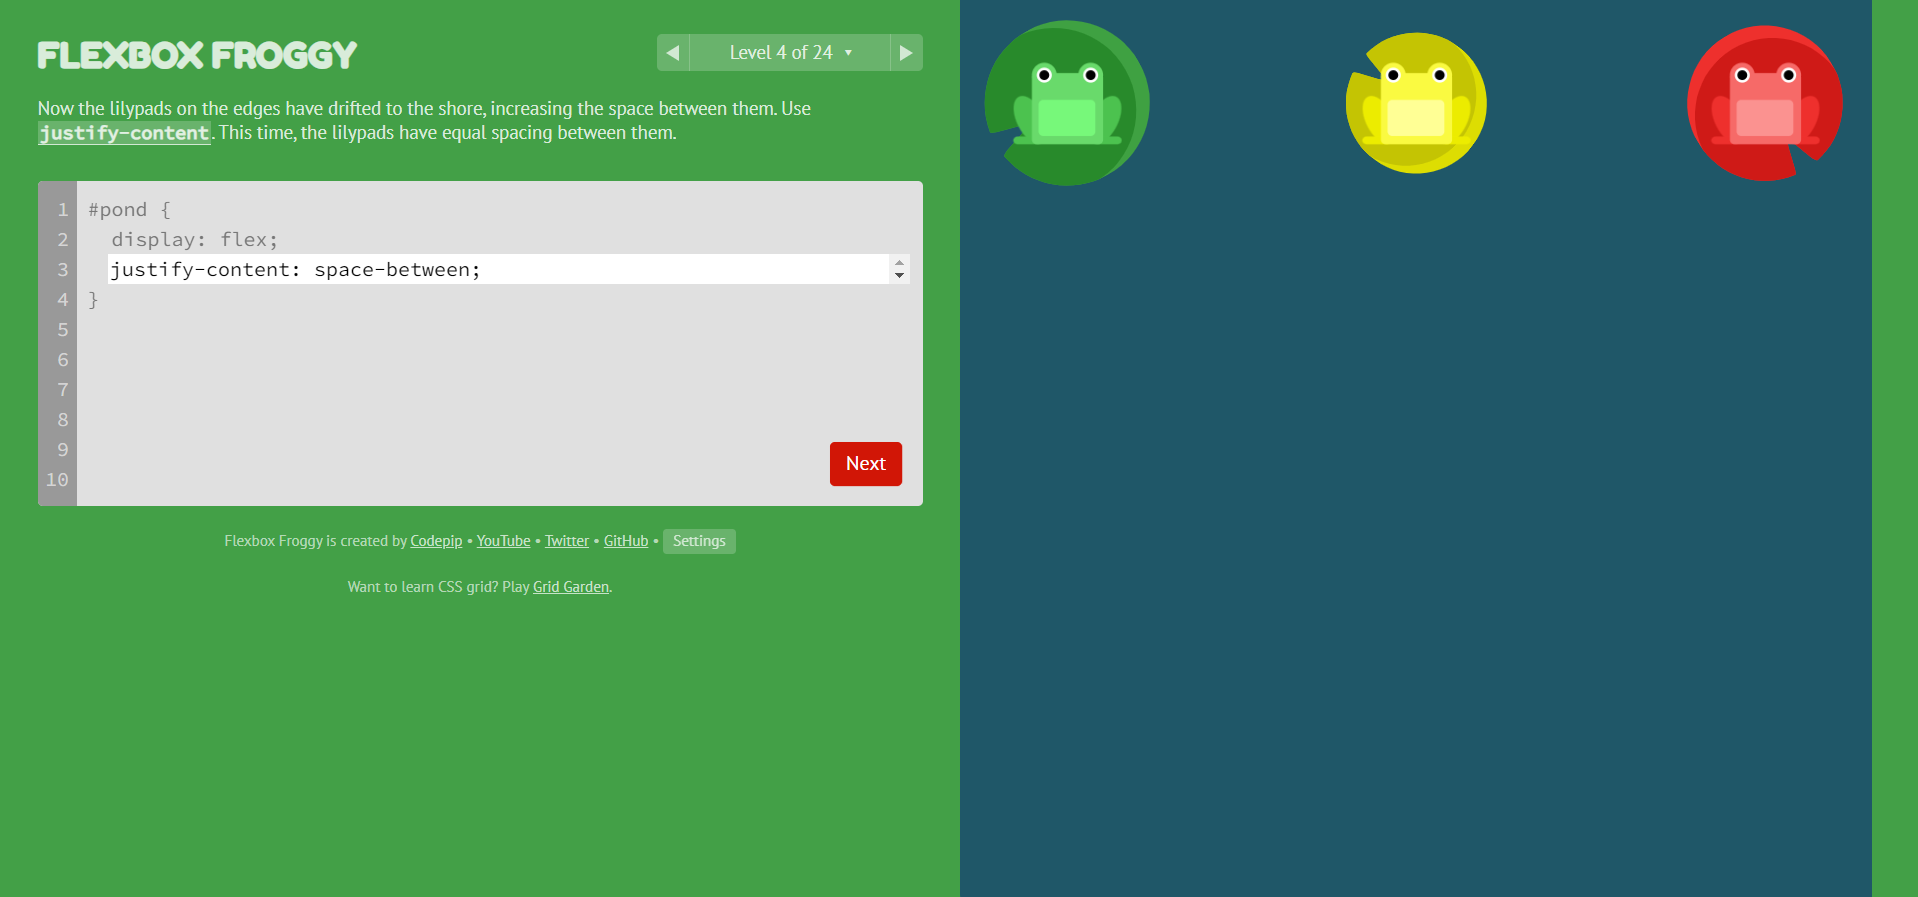 FLEXBOX FROGGY
Level 4 of 24
Now the lilypads on the edges have drifted to the shore, increasing the space between them. Use
justify-content. This time, the lilypads have equal spacing between them.
1 #pond {
2 display: flex;
3 justify-content: space-between;
4 }
5
6
7
8
9
10
Next
Flexbox Froggy is created by Codepip • YouTube • Twitter • GitHub • Settings
Want to learn CSS grid? Play Grid Garden.